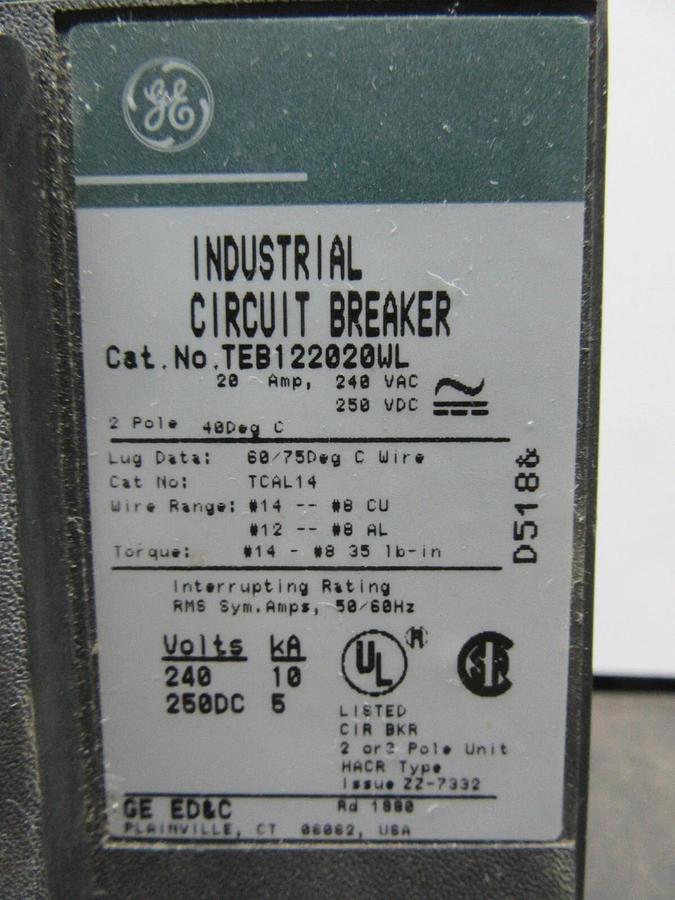 GE
INDUSTRIAL
CIRCUIT BREAKER
Cat.No.TEB122020WL
20 Amp, 240 VAC
250 VDC
2 Pole 40Deg C
Lug Data: 60/75Deg C Wire
Cat No: TCAL14
Wire Range: #14 -- #8 CU
#12 -- #8 AL
Torque: #14 - #8 35 lb-in
D518&
Interrupting Rating
RMS Sym.Amps, 50/60Hz
Volts kA
240 10
250DC 5
UL ®
SA
LISTED
CIR BKR
2 or Pole Unit
HACR Type
Issue ZZ-7332
Rd
GE ED&C
PLAINVILLE, CT 06062, USA